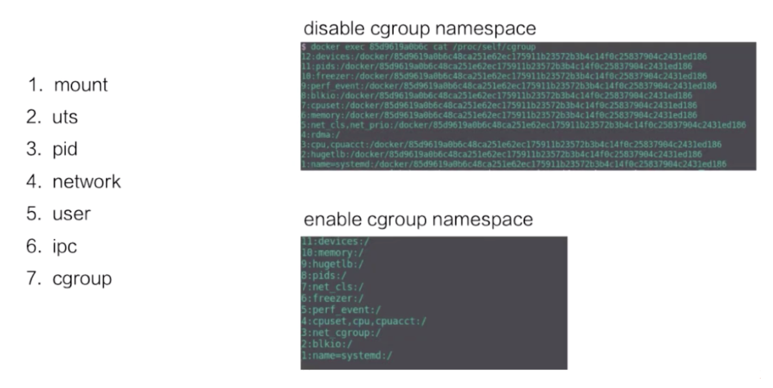 1. mount
2. uts
3. pid
4. network
5. user
6. ipc
7. cgroup
disable cgroup namespace
$ docker exec 85d9619a0b6c cat /proc/self/cgroup
12:devices:/docker/85d9619a0b6c48ca251e62ec175911b23572b3b4c14f0c25837904c2431ed186
11:pids:/docker/85d9619a0b6c48ca251e62ec175911b23572b3b4c14f0c25837904c2431ed186
10:freezer:/docker/85d9619a0b6c48ca251e62ec175911b23572b3b4c14f0c25837904c2431ed186
9:perf_event:/docker/85d9619a0b6c48ca251e62ec175911b23572b3b4c14f0c25837904c2431ed186
8:blkio:/docker/85d9619a0b6c48ca251e62ec175911b23572b3b4c14f0c25837904c2431ed186
7:cpuset:/docker/85d9619a0b6c48ca251e62ec175911b23572b3b4c14f0c25837904c2431ed186
6:memory:/docker/85d9619a0b6c48ca251e62ec175911b23572b3b4c14f0c25837904c2431ed186
5:net_cls,net_prio:/docker/85d9619a0b6c48ca251e62ec175911b23572b3b4c14f0c25837904c2431ed186
4:rdma:/
3:cpu,cpuacct:/docker/85d9619a0b6c48ca251e62ec175911b23572b3b4c14f0c25837904c2431ed186
2:hugetlb:/docker/85d9619a0b6c48ca251e62ec175911b23572b3b4c14f0c25837904c2431ed186
1:name=systemd:/docker/85d9619a0b6c48ca251e62ec175911b23572b3b4c14f0c25837904c2431ed186
enable cgroup namespace
11:devices:/
10:memory:/
9:hugetlb:/
8:pids:/
7:net_cls:/
6:freezer:/
5:perf_event:/
4:cpuset,cpu,cpuacct:/
3:net_cgroup:/
2:blkio:/
1:name=systemd:/